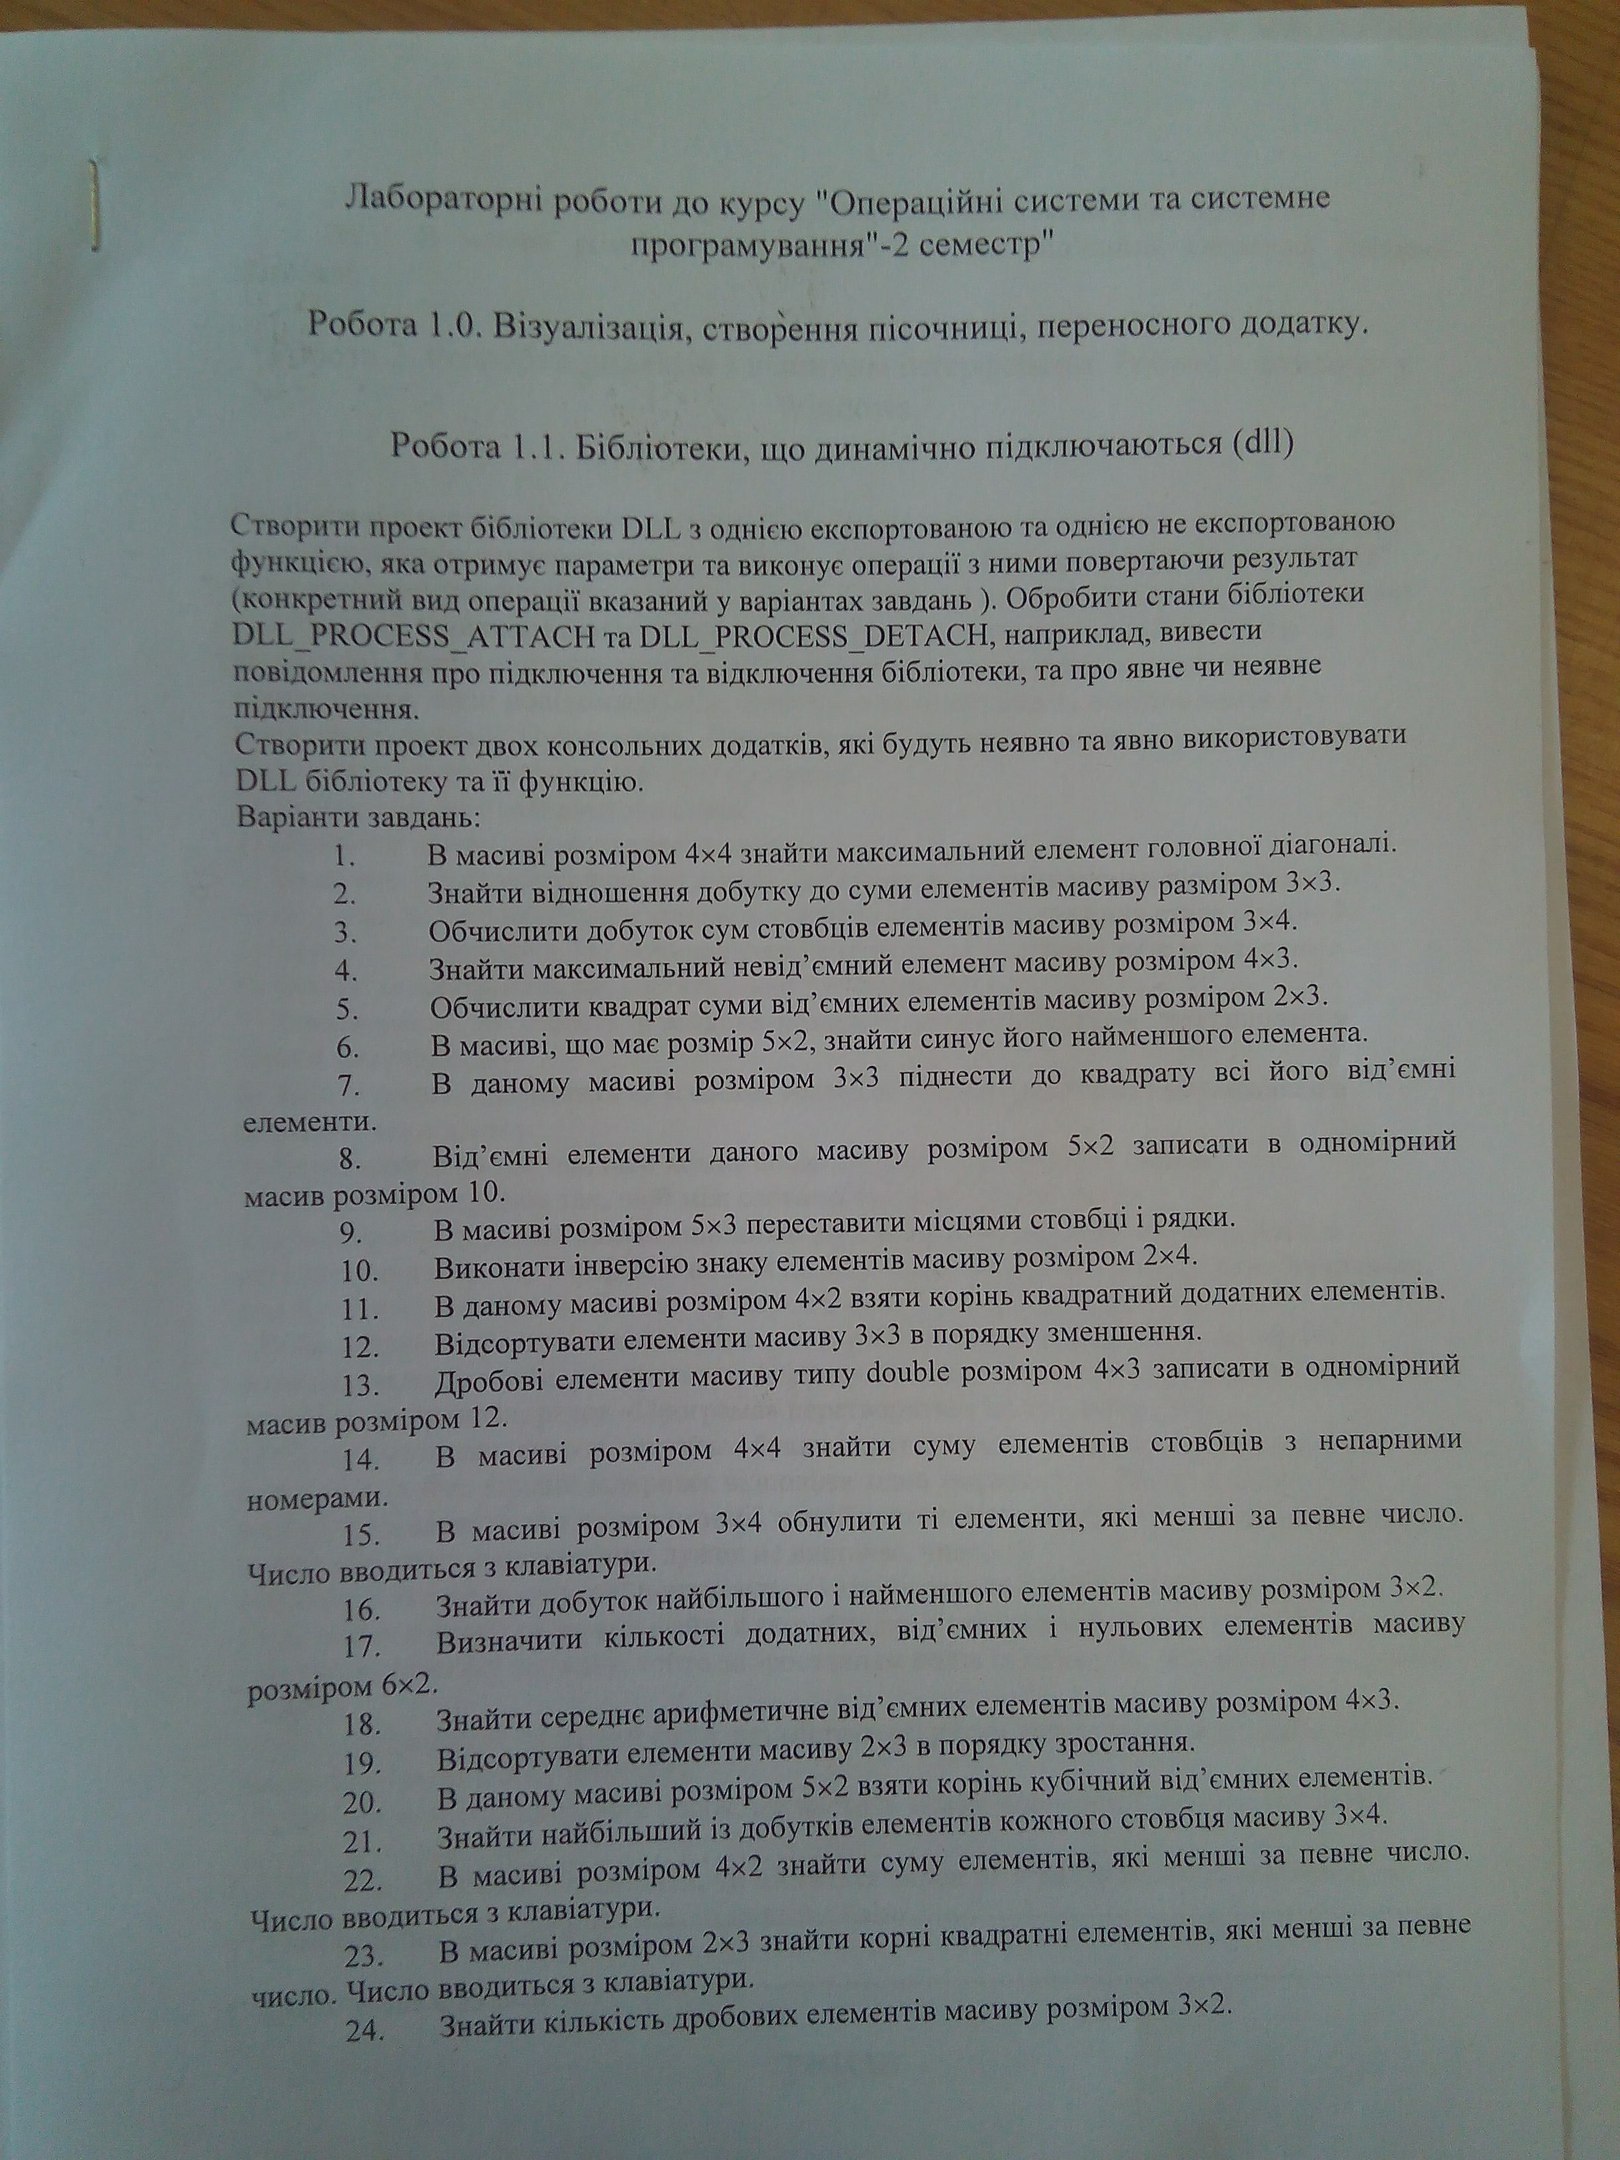 Лабораторні роботи до курсу "Операційні системи та системне
програмування"-2 семестр"
Робота 1.0. Візуалізація, створення пісочниці, переносного додатку.
Робота 1.1. Бібліотеки, що динамічно підключаються (dll)
Створити проект бібліотеки DLL з однією експортованою та однією не експортованою
функцією, яка отримує параметри та виконує операції з ними повертаючи результат
(конкретний вид операції вказаний у варіантах завдань ). Обробити стани бібліотеки
DLL_PROCESS_ATTACH та DLL_PROCESS_DETACH, наприклад, вивести
повідомлення про підключення та відключення бібліотеки, та про явне чи неявне
підключення.
Створити проект двох консольних додатків, які будуть неявно та явно використовувати
DLL бібліотеку та її функцію.
Варіанти завдань:
1. В масиві розміром 4×4 знайти максимальний елемент головної діагоналі.
2. Знайти відношення добутку до суми елементів масиву разміром 3×3.
3. Обчислити добуток сум стовбців елементів масиву розміром 3×4.
4. Знайти максимальний невід’ємний елемент масиву розміром 4×3.
5. Обчислити квадрат суми від’ємних елементів масиву розміром 2×3.
6. В масиві, що має розмір 5×2, знайти синус його найменшого елемента.
7. В даному масиві розміром 3×3 піднести до квадрату всі його від’ємні
елементи.
8. Від’ємні елементи даного масиву розміром 5×2 записати в одномірний
масив розміром 10.
9. В масиві розміром 5×3 переставити місцями стовбці і рядки.
10. Виконати інверсію знаку елементів масиву розміром 2×4.
11. В даному масиві розміром 4×2 взяти корінь квадратний додатних елементів.
12. Відсортувати елементи масиву 3×3 в порядку зменшення.
13. Дробові елементи масиву типу double розміром 4×3 записати в одномірний
масив розміром 12.
14. В масиві розміром 4×4 знайти суму елементів стовбців з непарними
номерами.
15. В масиві розміром 3×4 обнулити ті елементи, які менші за певне число.
Число вводиться з клавіатури.
16. Знайти добуток найбільшого і найменшого елементів масиву розміром 3×2.
17. Визначити кількості додатних, від’ємних і нульових елементів масиву
розміром 6×2.
18. Знайти середнє арифметичне від’ємних елементів масиву розміром 4×3.
19. Відсортувати елементи масиву 2×3 в порядку зростання.
20. В даному масиві розміром 5×2 взяти корінь кубічний від’ємних елементів.
21. Знайти найбільший із добутків елементів кожного стовбця масиву 3×4.
22. В масиві розміром 4×2 знайти суму елементів, які менші за певне число.
Число вводиться з клавіатури.
23. В масиві розміром 2×3 знайти корні квадратні елементів, які менші за певне
число. Число вводиться з клавіатури.
24. Знайти кількість дробових елементів масиву розміром 3×2.